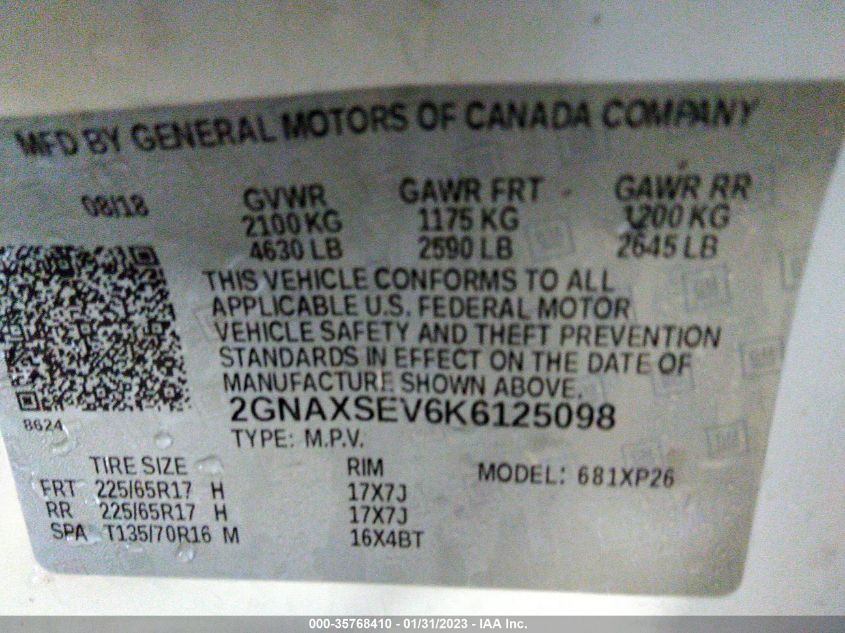 MFD BY GENERAL MOTORS OF CANADA COMPANY
08/18 GVWR GAWR FRT GAWR RR
2100 KG 1175 KG 1200 KG
4630 LB 2590 LB 2645 LB
THIS VEHICLE CONFORMS TO ALL
APPLICABLE U.S. FEDERAL MOTOR
VEHICLE SAFETY AND THEFT PREVENTION
STANDARDS IN EFFECT ON THE DATE OF
MANUFACTURE SHOWN ABOVE.
2GNAXSEV6K6125098
8624
TYPE: M.P.V.
TIRE SIZE RIM MODEL: 681XP26
FRT 225/65R17 H 17X7J
RR 225/65R17 H 17X7J
SPA T135/70R16 M 16X4BT
000-35768410 - 01/31/2023 - IAA Inc.